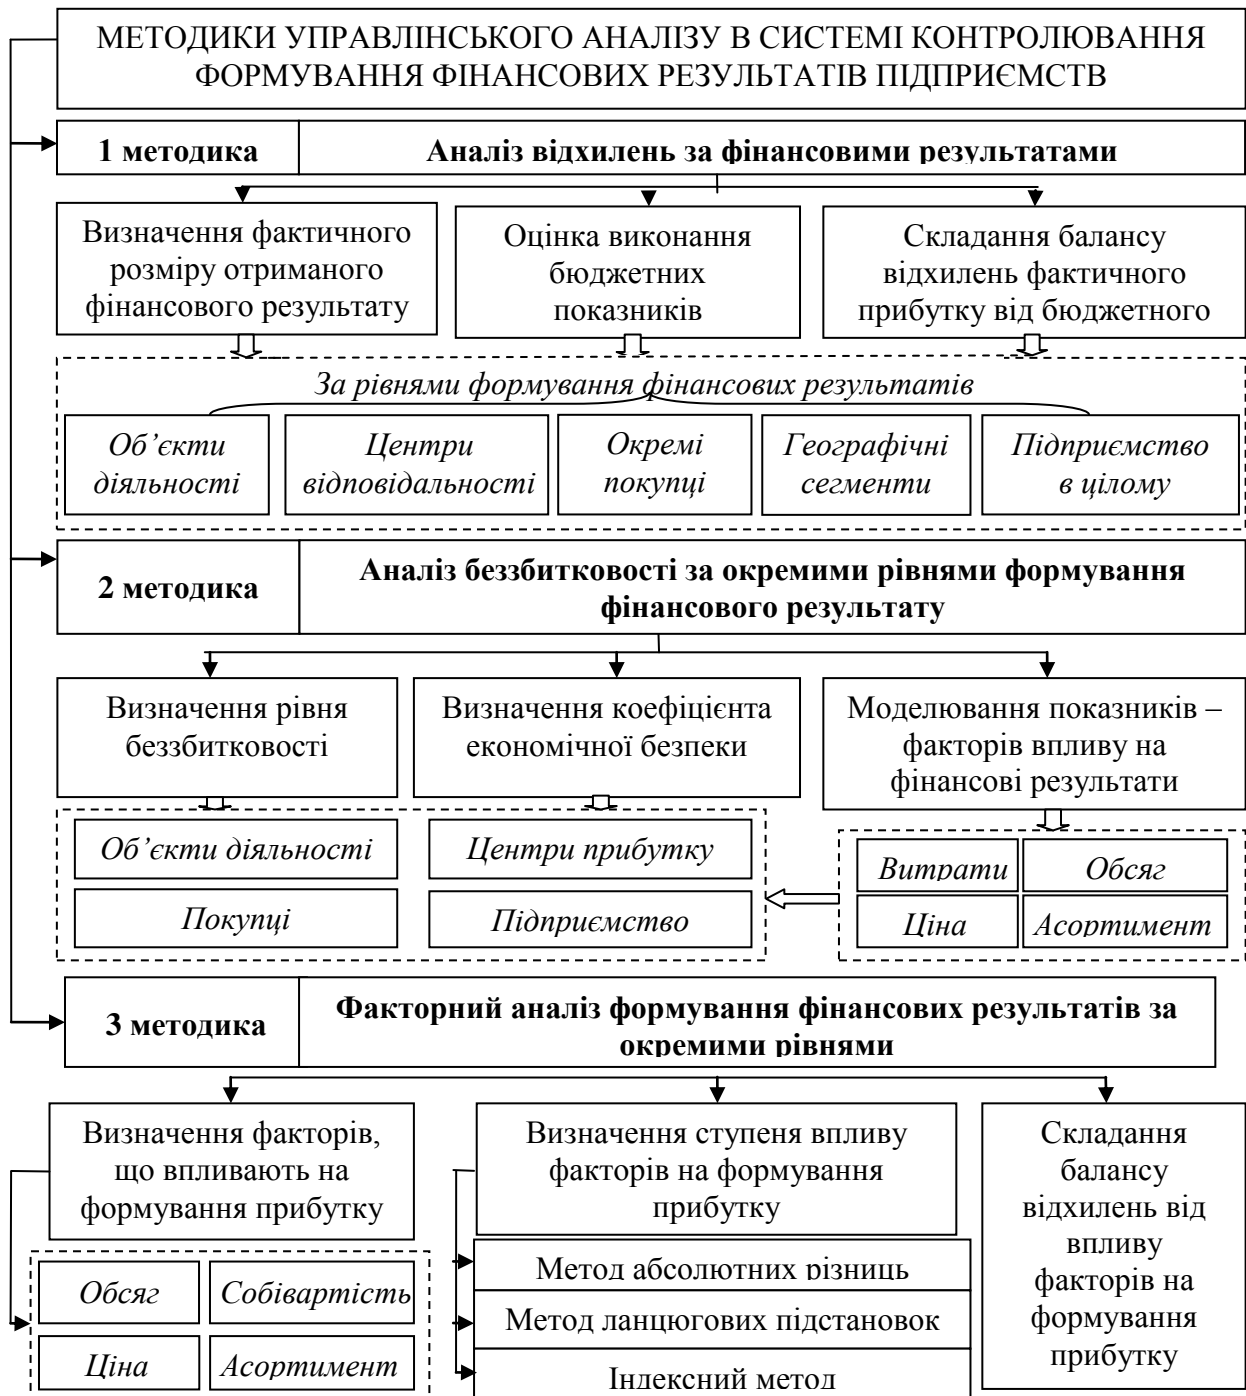 МЕТОДИКИ УПРАВЛІНСЬКОГО АНАЛІЗУ В СИСТЕМІ КОНТРОЛЮВАННЯ
ФОРМУВАННЯ ФІНАНСОВИХ РЕЗУЛЬТАТІВ ПІДПРИЄМСТВ
1 методика
Аналіз відхилень за фінансовими результатами
Визначення фактичного
розміру отриманого
фінансового результату
Оцінка виконання
бюджетних
показників
Складання балансу
відхилень фактичного
прибутку від бюджетного
За рівнями формування фінансових результатів
Об’єкти
діяльності
Центри
відповідальності
Окремі
покупці
Географічні
сегменти
Підприємство
в цілому
2 методика
Аналіз беззбитковості за окремими рівнями формування
фінансового результату
Визначення рівня
беззбитковості
Визначення коефіцієнта
економічної безпеки
Моделювання показників –
факторів впливу на
фінансові результати
Об’єкти діяльності
Центри прибутку
Покупці
Підприємство
Витрати
Обсяг
Ціна
Асортимент
3 методика
Факторний аналіз формування фінансових результатів за
окремими рівнями
Визначення факторів,
що впливають на
формування прибутку
Обсяг
Собівартість
Ціна
Асортимент
Визначення ступеня впливу
факторів на формування
прибутку
Метод абсолютних різниць
Метод ланцюгових підстановок
Індексний метод
Складання
балансу
відхилень від
впливу
факторів на
формування
прибутку